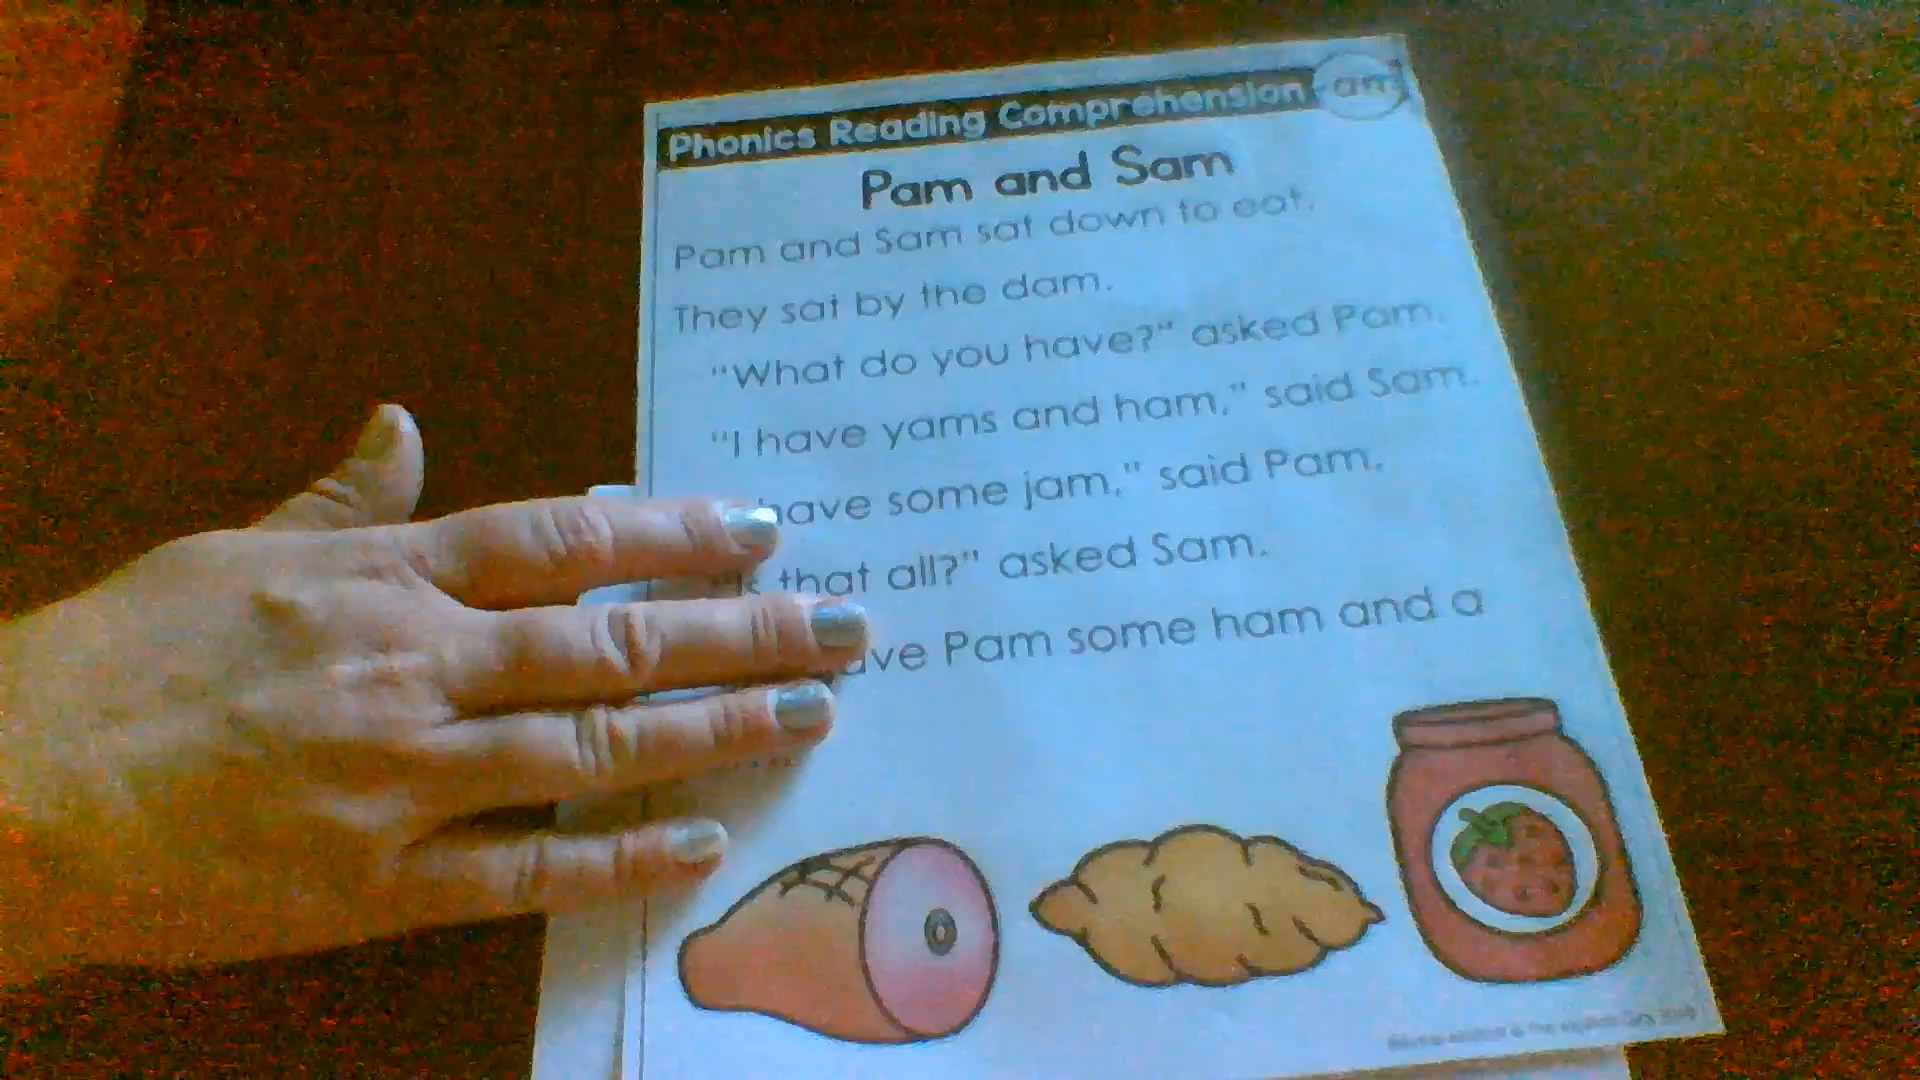 Phonics Reading Comprehension am
Pam and Sam
Pam and Sam sat down to eat.
They sat by the dam.
"What do you have?" asked Pam.
"I have yams and ham," said Sam.
have some jam," said Pam.
"Is that all?" asked Sam.
Pam some ham and a